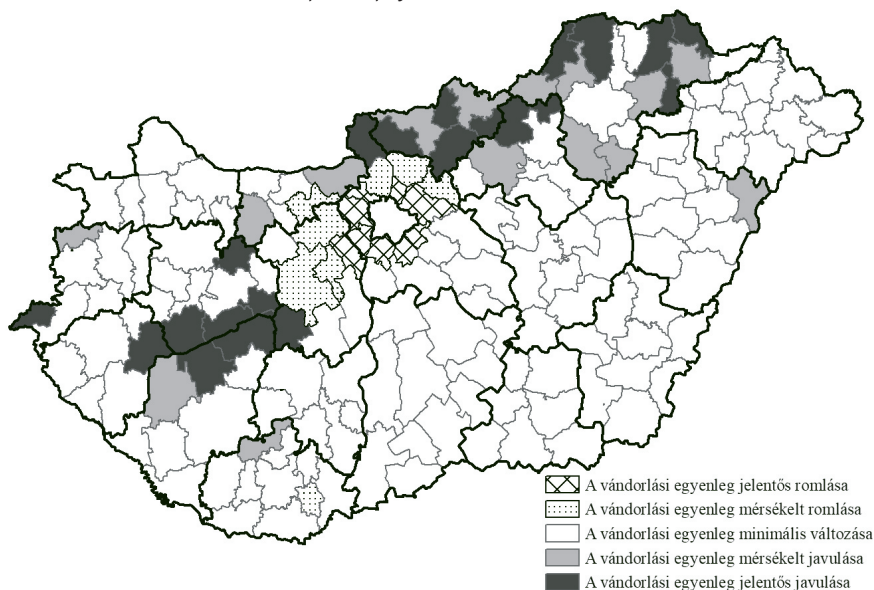 A vándorlási egyenleg jelentős romlása
A vándorlási egyenleg mérsékelt romlása
A vándorlási egyenleg minimális változása
A vándorlási egyenleg mérsékelt javulása
A vándorlási egyenleg jelentős javulása